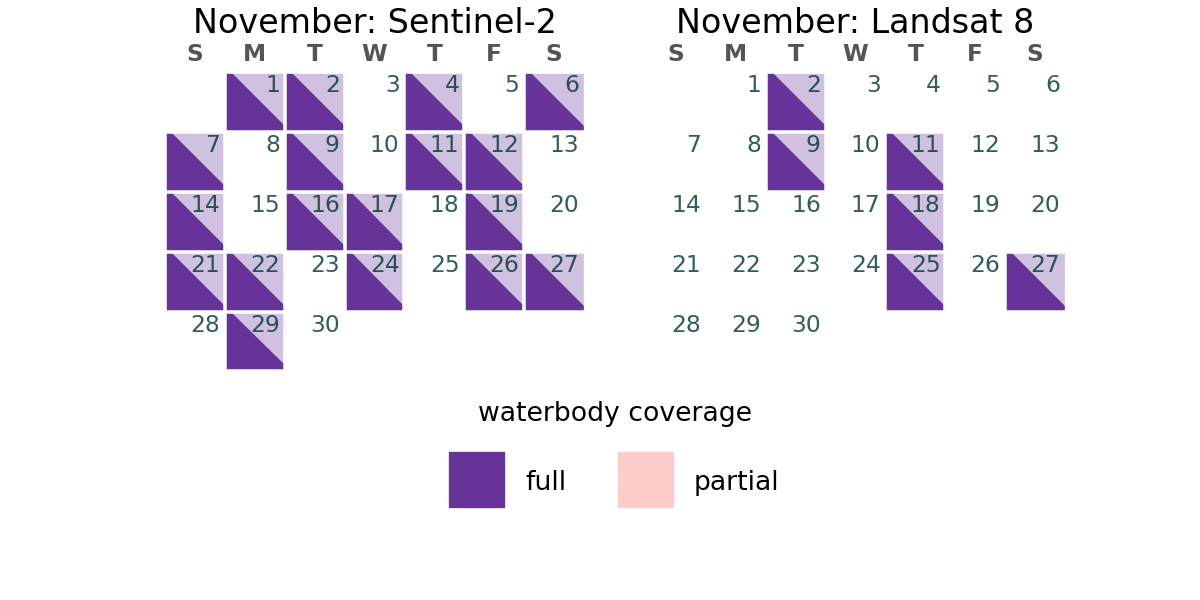 November: Sentinel-2
S M T W T F S
1 2 3 4 5 6
7 8 9 10 11 12 13
14 15 16 17 18 19 20
21 22 23 24 25 26 27
28 29 30
November: Landsat 8
S M T W T F S
1 2 3 4 5 6
7 8 9 10 11 12 13
14 15 16 17 18 19 20
21 22 23 24 25 26 27
28 29 30
waterbody coverage
full partial